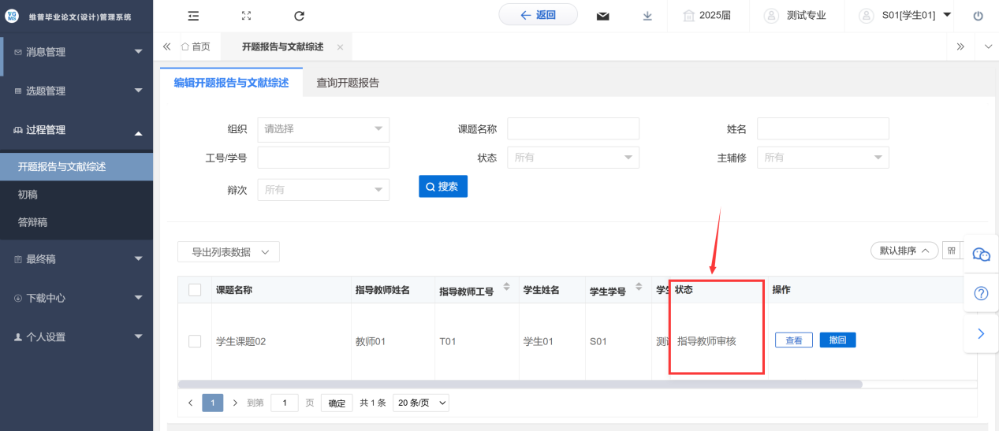 VG
MS
维普毕业论文(设计)管理系统
返回
2025届
测试专业
S01[学生01]
消息管理
选题管理
过程管理
开题报告与文献综述
初稿
答辩稿
最终稿
下载中心
个人设置
首页
开题报告与文献综述
编辑开题报告与文献综述
查询开题报告
组织
请选择
课题名称
姓名
工号/学号
状态
所有
主辅修
所有
辩次
所有
搜索
导出列表数据
默认排序
课题名称 指导教师姓名 指导教师工号 学生姓名 学生学号 学生 状态 操作
学生课题02 教师01 T01 学生01 S01 测试 指导教师审核 查看 撤回
1 到第 1 页 确定 共 1 条 20 条/页